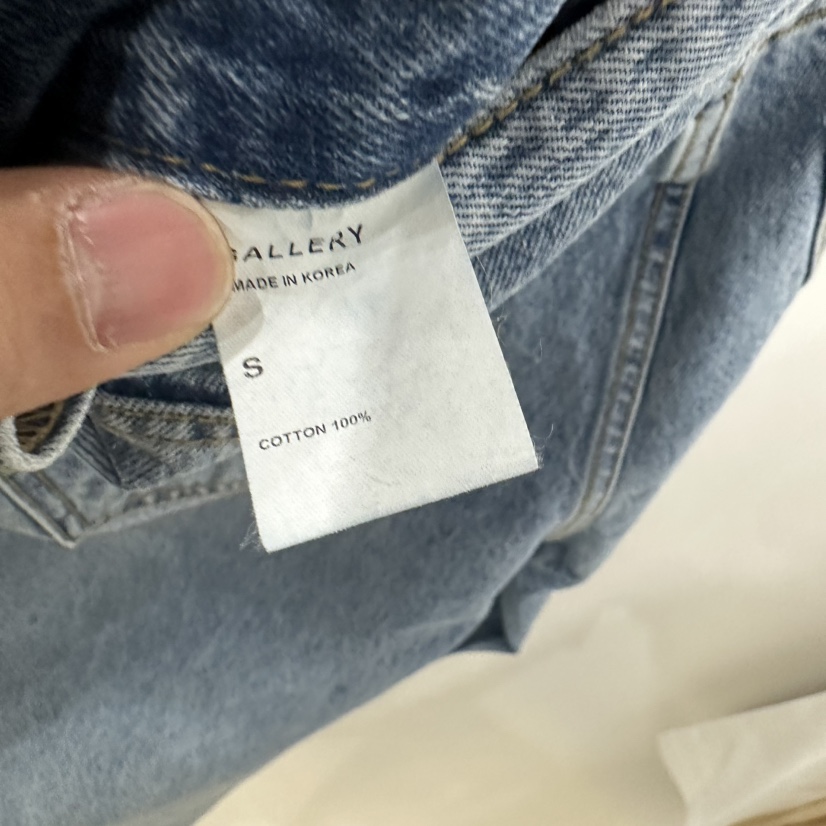 GALLERY
MADE IN KOREA
S
COTTON 100%